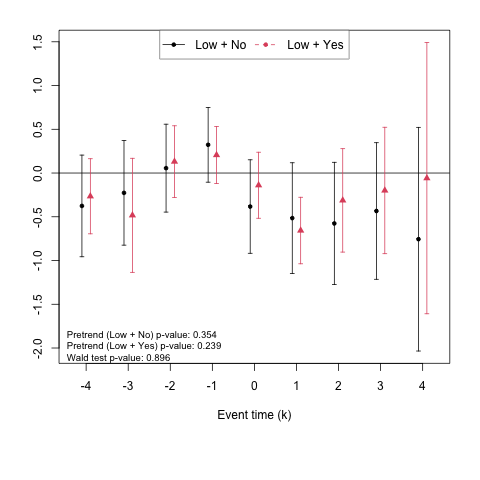 Low + No Low + Yes
1.5
1.0
0.5
0.0
-0.5
-1.0
-1.5
-2.0
Pretrend (Low + No) p-value: 0.354
Pretrend (Low + Yes) p-value: 0.239
Wald test p-value: 0.896
-4 -3 -2 -1 0 1 2 3 4
Event time (k)